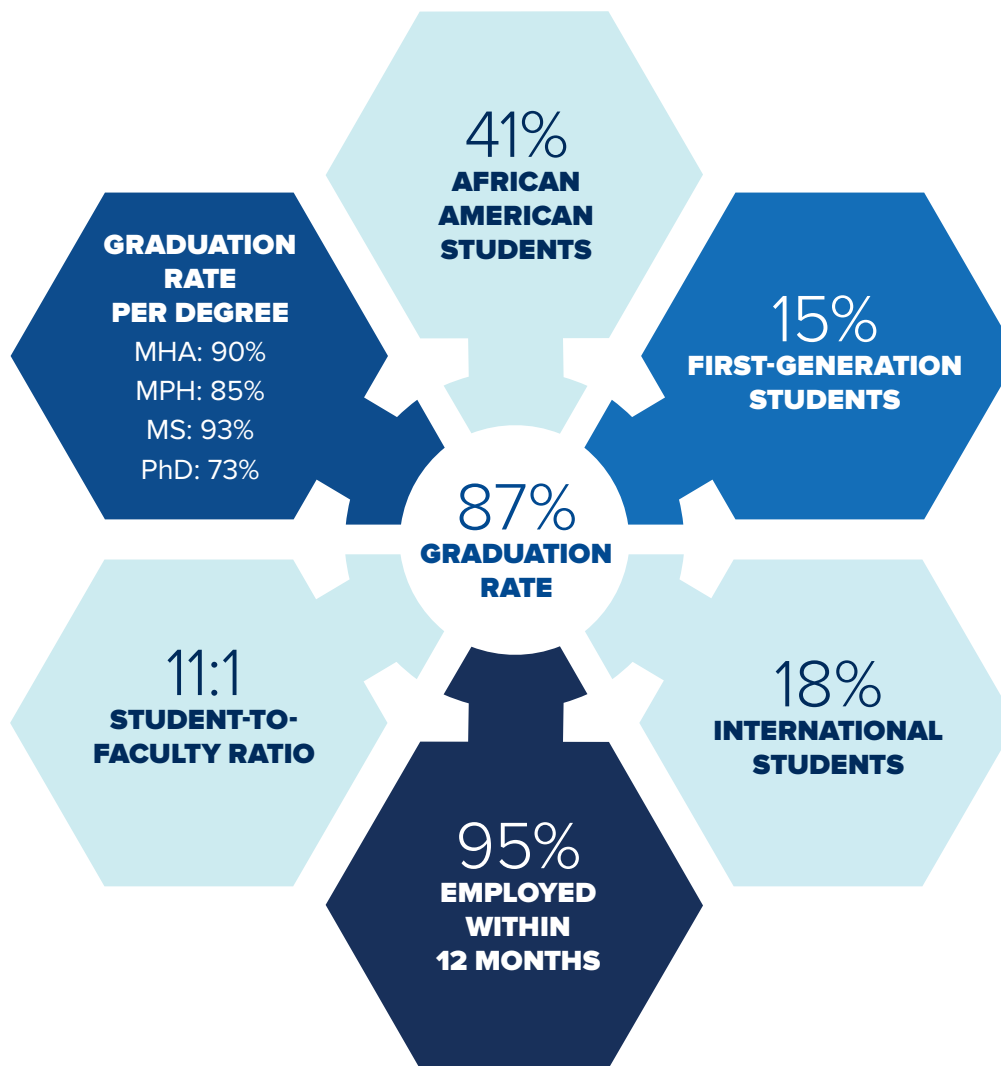 41%
AFRICAN
AMERICAN
STUDENTS
GRADUATION
RATE
PER DEGREE
MHA: 90%
MPH: 85%
MS: 93%
PhD: 73%
15%
FIRST-GENERATION
STUDENTS
87%
GRADUATION
RATE
11:1
STUDENT-TO-
FACULTY RATIO
18%
INTERNATIONAL
STUDENTS
95%
EMPLOYED
WITHIN
12 MONTHS